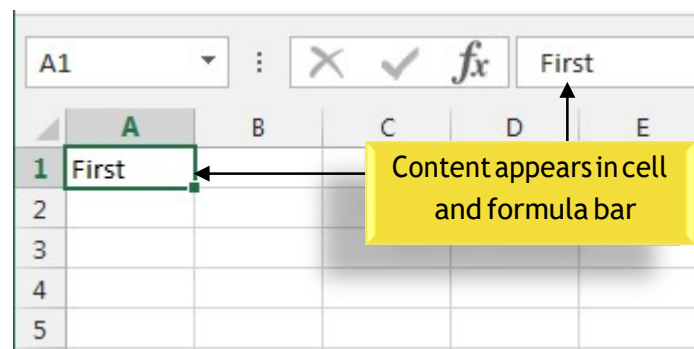 A1 fx First
A B C D E
1 First
Content appears in cell
and formula bar
2
3
4
5